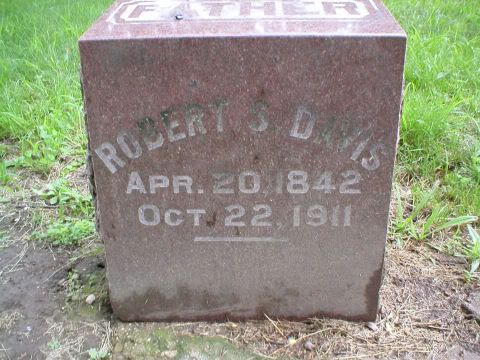 FATHER
ROBERT S. DAVIS
APR. 20, 1842
OCT. 22, 1911